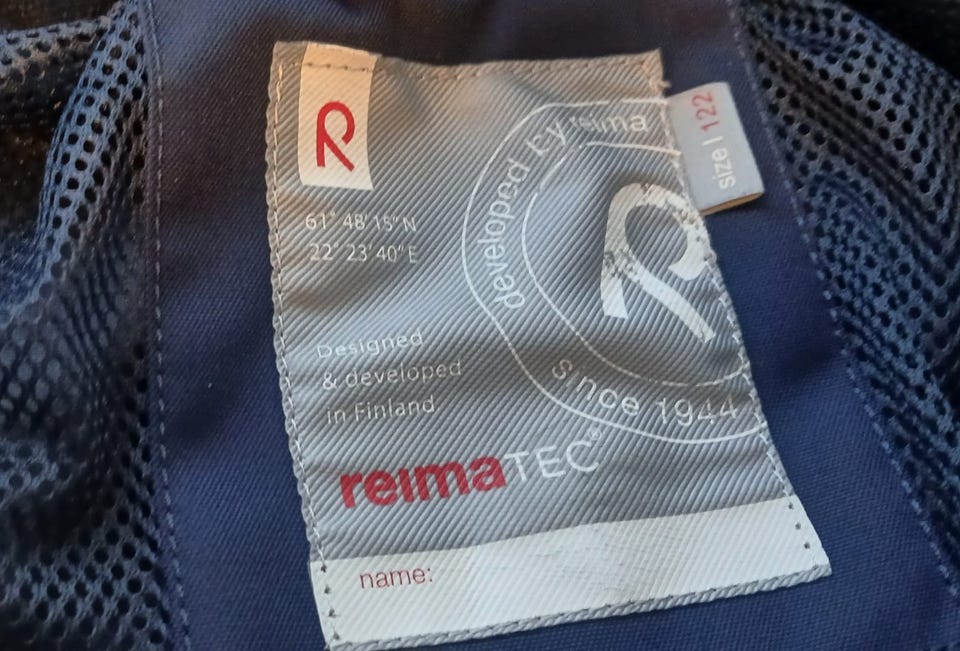 61° 48' 15" N
22° 23' 40" E
developed by reima
since 1944
size | 122
Designed
& developed
in Finland
reimaTEC®
name: